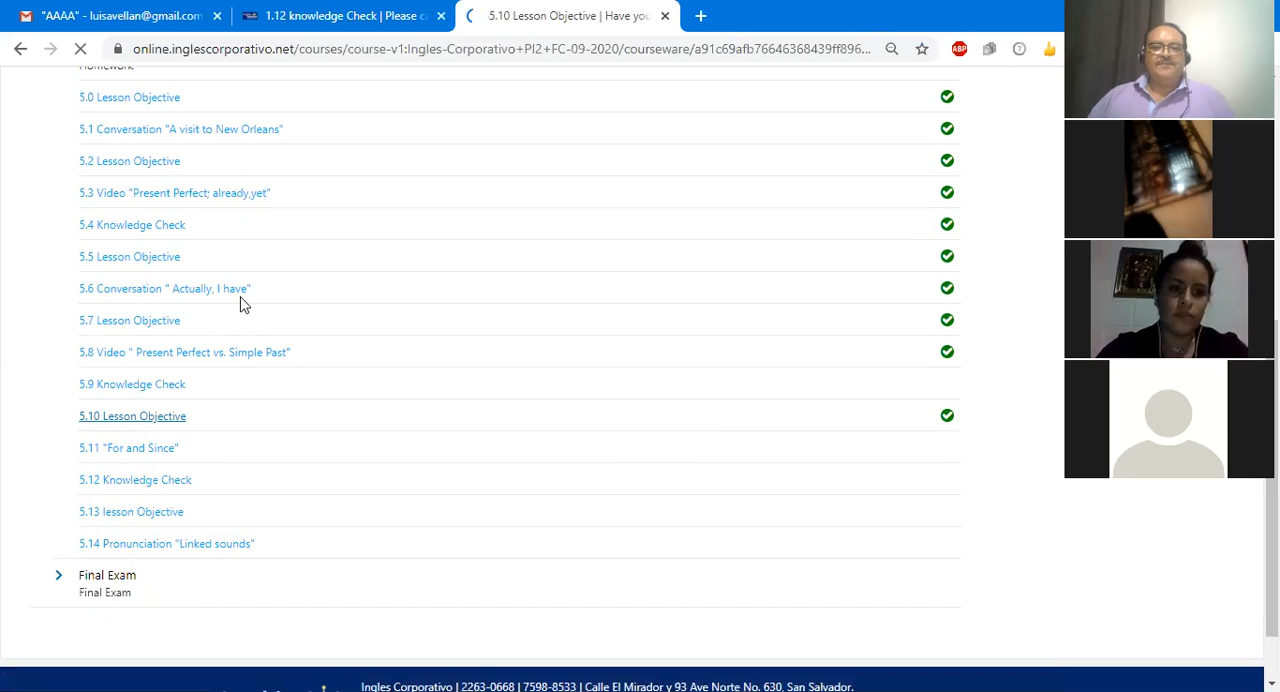 "AAAA" - luisavellan@gmail.com
1.12 knowledge Check | Please ca
5.10 Lesson Objective | Have you
online.inglescorporativo.net/courses/course-v1:Ingles-Corporativo+PI2+FC-09-2020/courseware/a91c69afb76646368439ff896...
ABP
Homework
5.0 Lesson Objective
5.1 Conversation "A visit to New Orleans"
5.2 Lesson Objective
5.3 Video "Present Perfect; already,yet"
5.4 Knowledge Check
5.5 Lesson Objective
5.6 Conversation " Actually, I have"
5.7 Lesson Objective
5.8 Video " Present Perfect vs. Simple Past"
5.9 Knowledge Check
5.10 Lesson Objective
5.11 "For and Since"
5.12 Knowledge Check
5.13 lesson Objective
5.14 Pronunciation "Linked sounds"
Final Exam
Final Exam
Ingles Corporativo | 2263-0668 | 7598-8533 | Calle El Mirador y 93 Ave Norte No. 630, San Salvador.